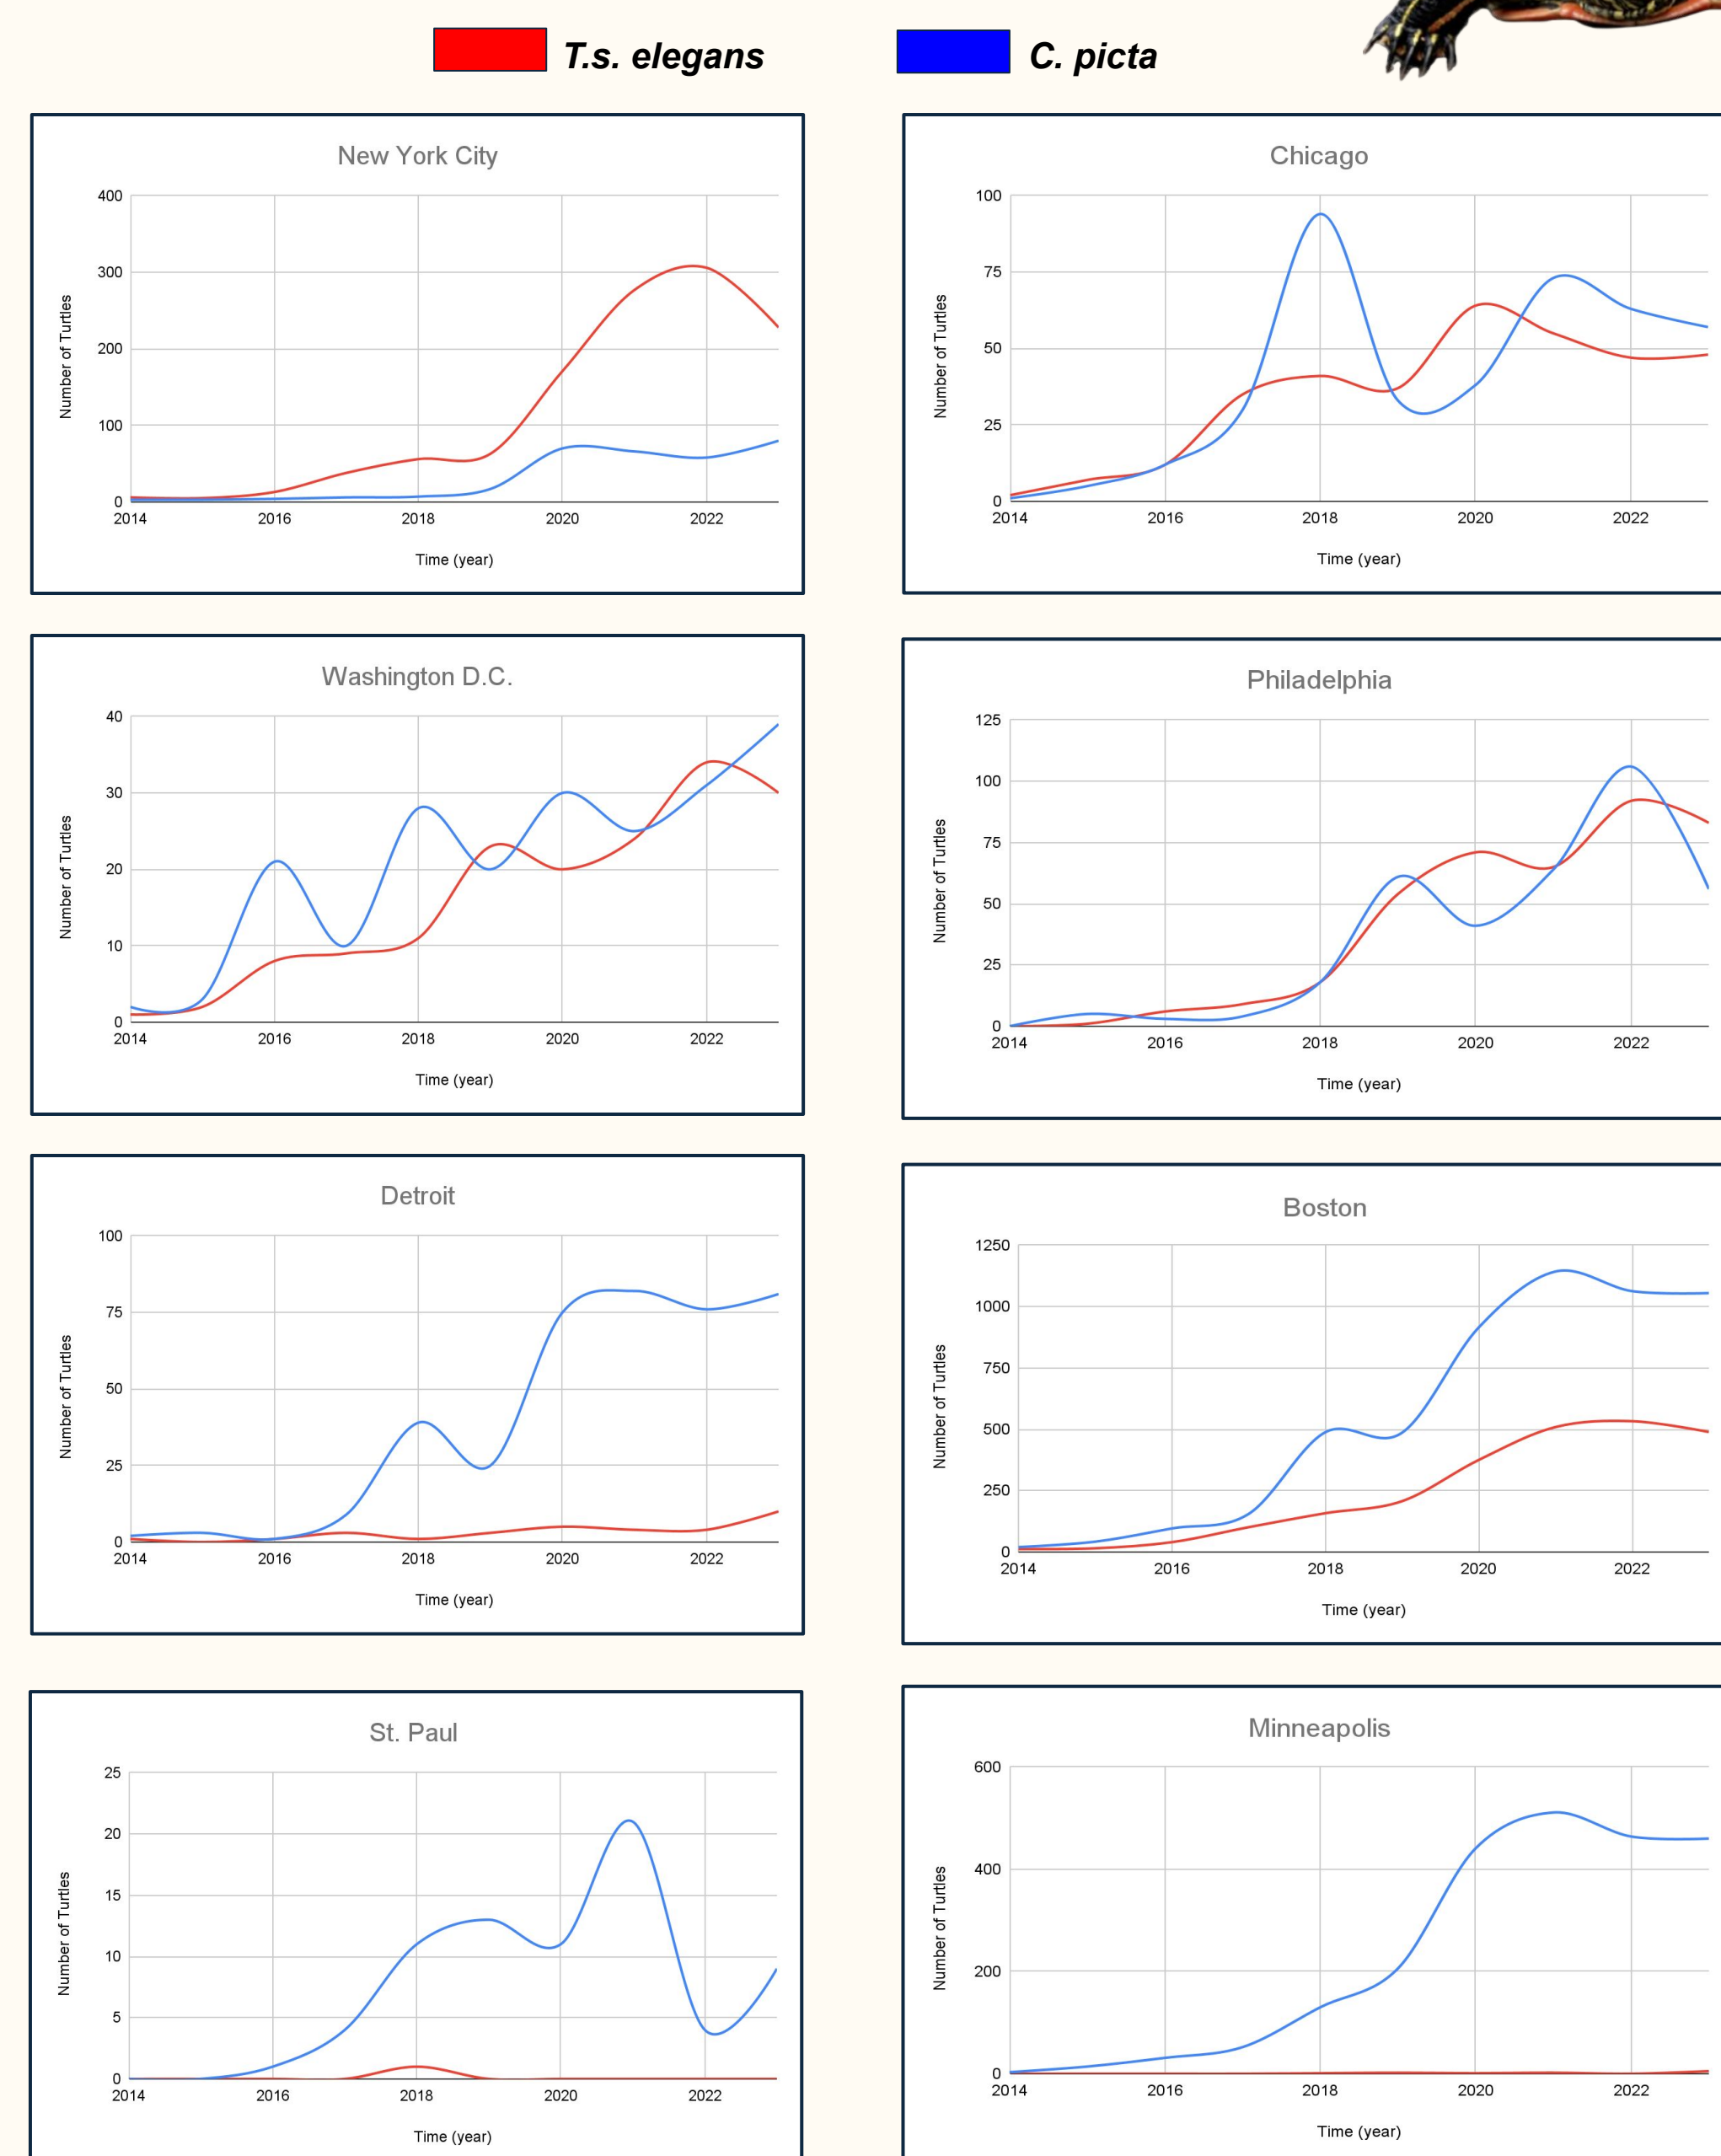 T.s. elegans
C. picta
New York City
400
300
200
100
0
Number of Turtles
2014 2016 2018 2020 2022
Time (year)
Chicago
100
75
50
25
0
Number of Turtles
2014 2016 2018 2020 2022
Time (year)
Washington D.C.
40
30
20
10
0
Number of Turtles
2014 2016 2018 2020 2022
Time (year)
Philadelphia
125
100
75
50
25
0
Number of Turtles
2014 2016 2018 2020 2022
Time (year)
Detroit
100
75
50
25
0
Number of Turtles
2014 2016 2018 2020 2022
Time (year)
Boston
1250
1000
750
500
250
0
Number of Turtles
2014 2016 2018 2020 2022
Time (year)
St. Paul
25
20
15
10
5
0
Number of Turtles
2014 2016 2018 2020 2022
Time (year)
Minneapolis
600
400
200
0
Number of Turtles
2014 2016 2018 2020 2022
Time (year)